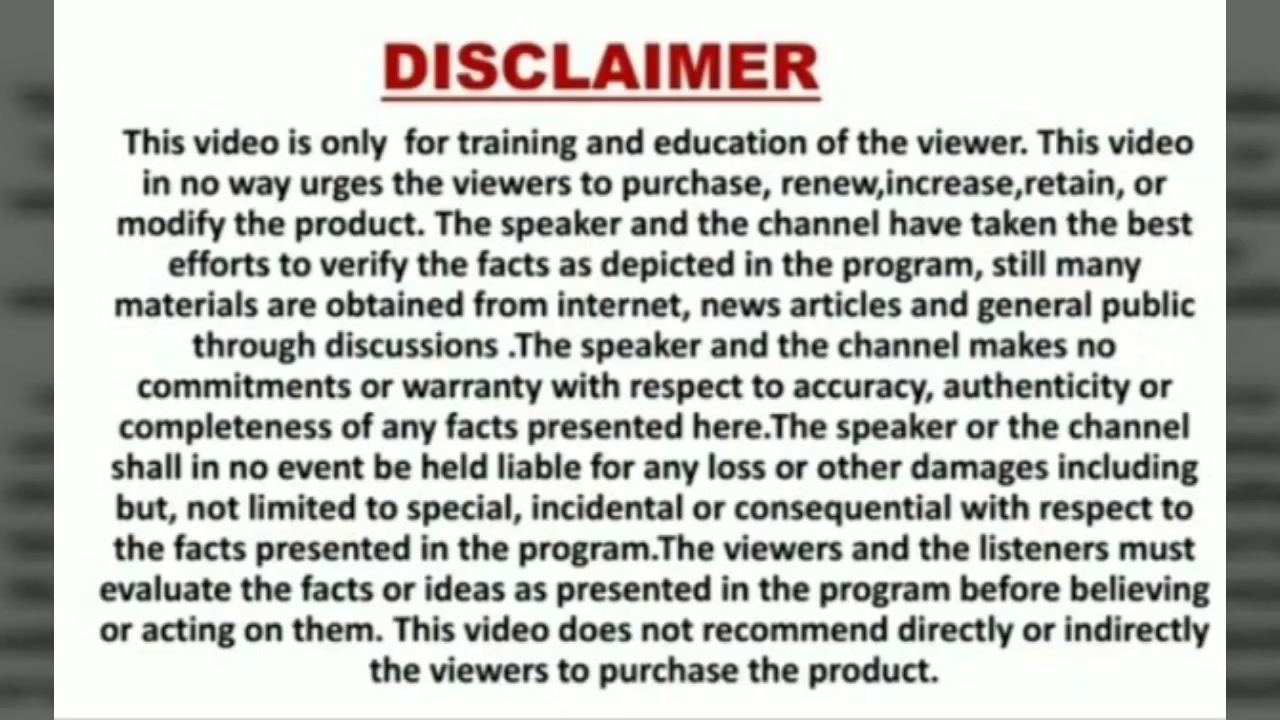 DISCLAIMER
This video is only  for training and education of the viewer. This video
in no way urges the viewers to purchase, renew,increase,retain, or
modify the product. The speaker and the channel have taken the best
efforts to verify the facts as depicted in the program, still many
materials are obtained from internet, news articles and general public
through discussions .The speaker and the channel makes no
commitments or warranty with respect to accuracy, authenticity or
completeness of any facts presented here.The speaker or the channel
shall in no event be held liable for any loss or other damages including
but, not limited to special, incidental or consequential with respect to
the facts presented in the program.The viewers and the listeners must
evaluate the facts or ideas as presented in the program before believing
or acting on them. This video does not recommend directly or indirectly
the viewers to purchase the product.